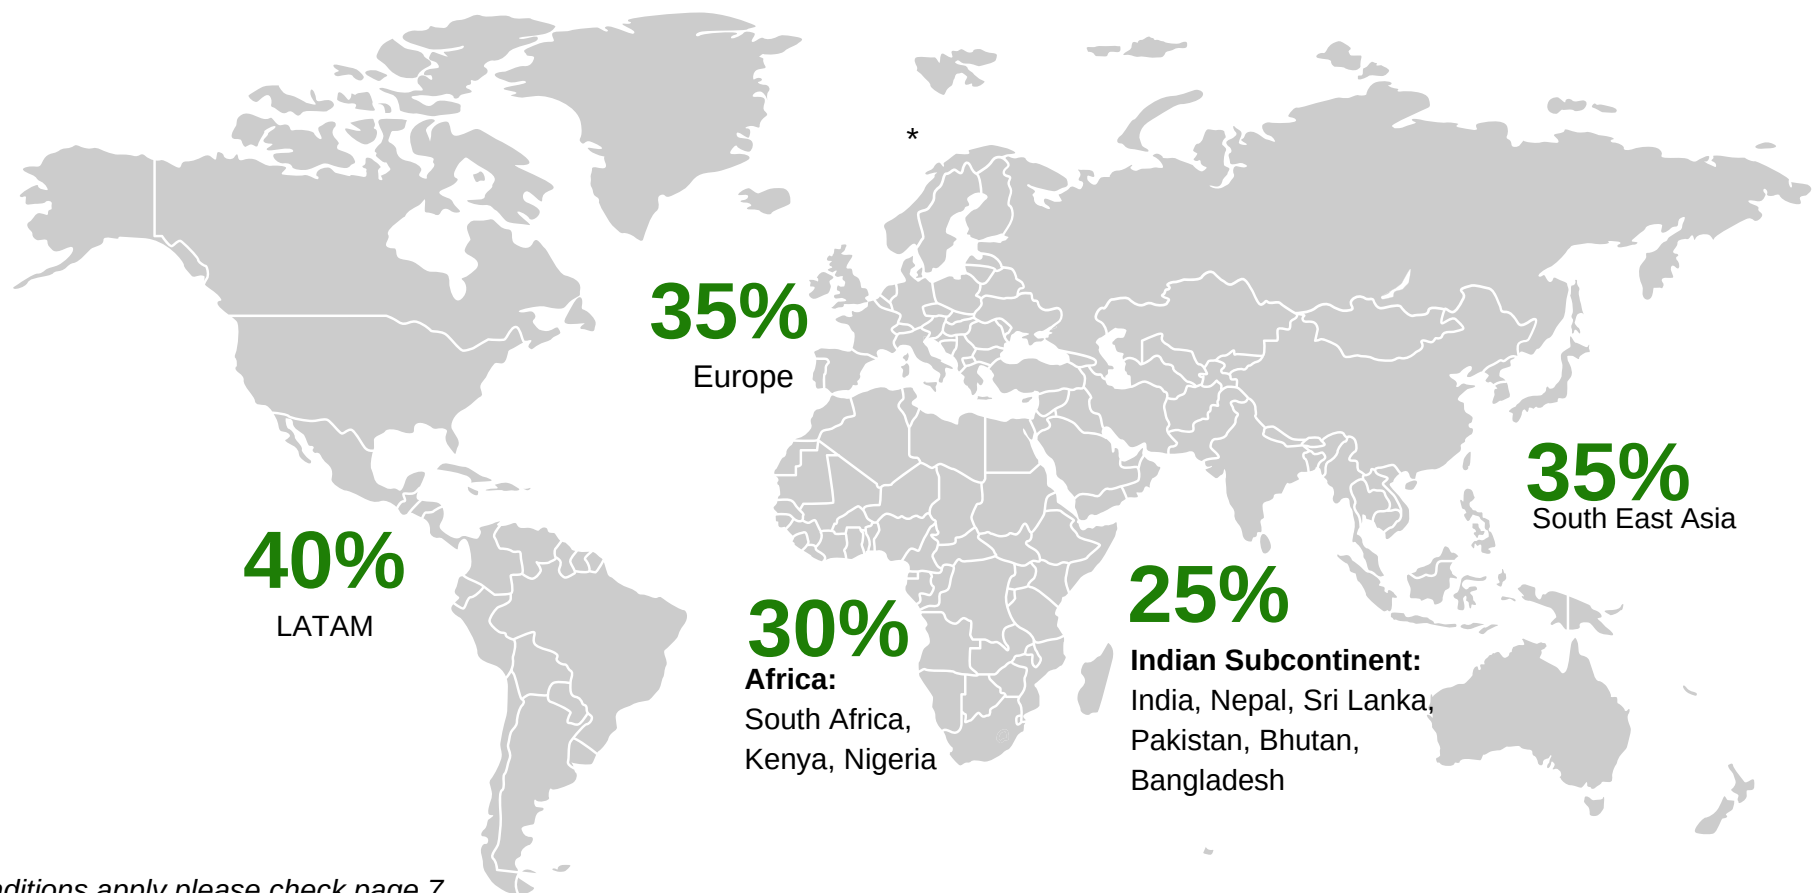 *
35%
Europe
35%
South East Asia
40%
LATAM
30%
Africa:
South Africa,
Kenya, Nigeria
25%
Indian Subcontinent:
India, Nepal, Sri Lanka,
Pakistan, Bhutan,
Bangladesh
apply please check page 7